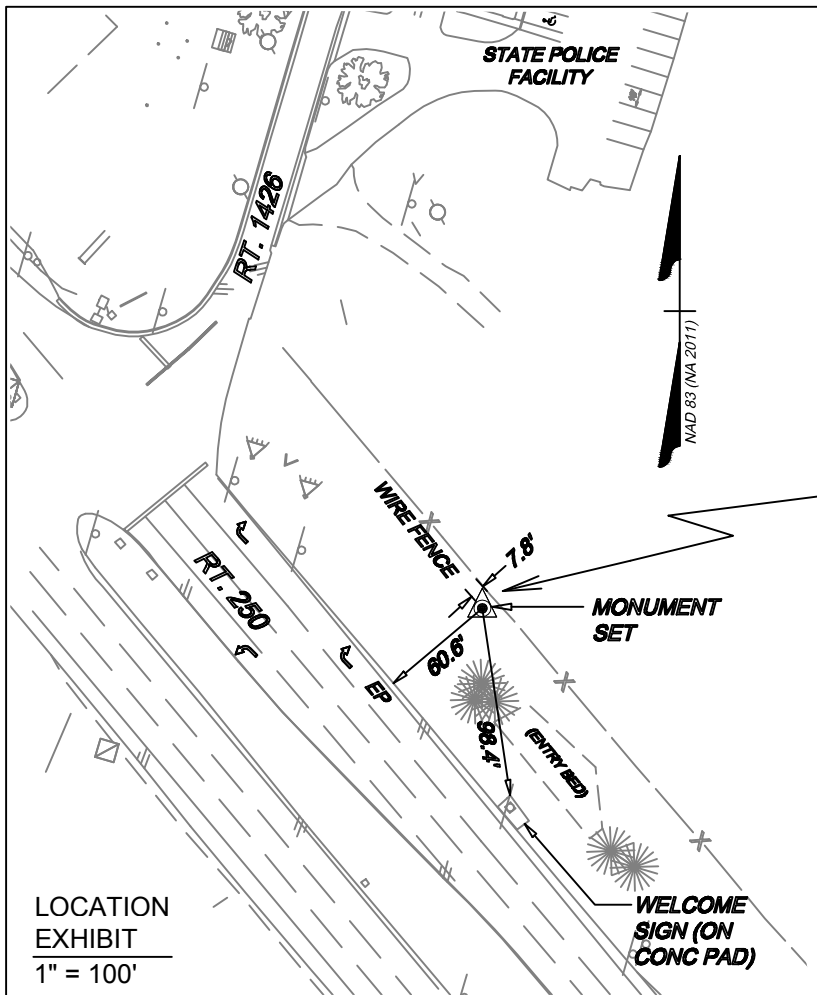 STATE POLICE
FACILITY
RT. 1426
NAD 83 (NA 2011)
WIRE FENCE
7.8'
RT. 250
MONUMENT
SET
60.6'
EP
98.4'
(ENTRY BED)
WELCOME
SIGN (ON
CONC PAD)
LOCATION
EXHIBIT
1" = 100'